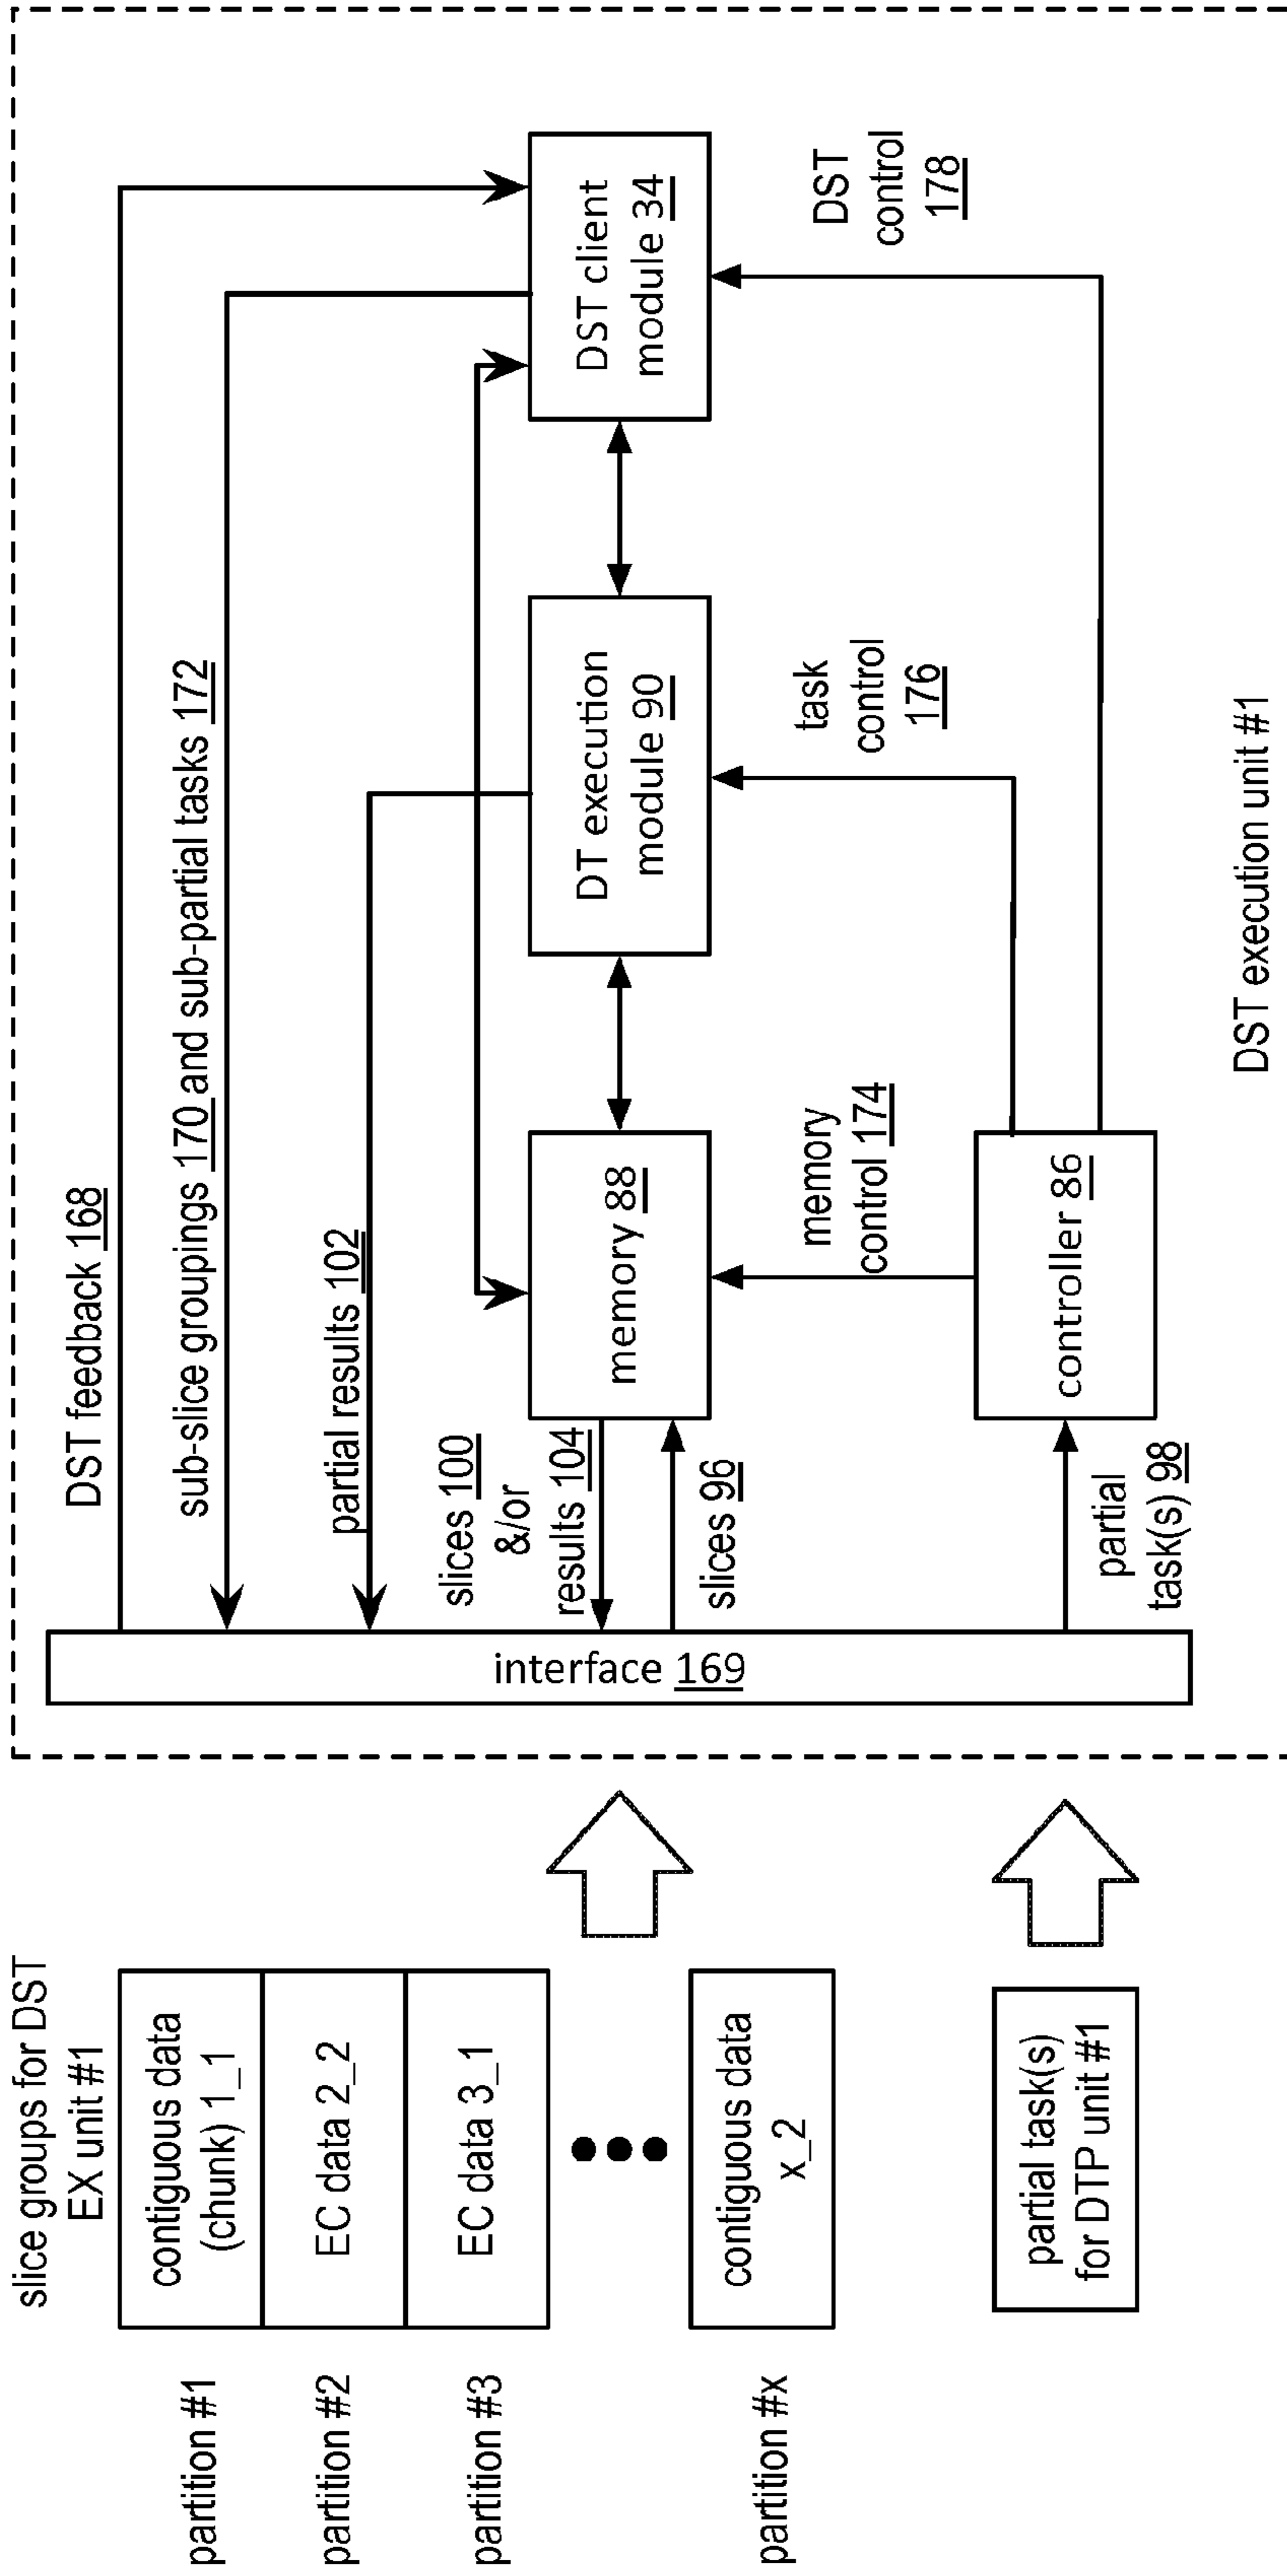 slice groups for DST
EX unit #1
partition #1
contiguous data
(chunk) 1_1
partition #2
EC data 2_2
partition #3
EC data 3_1
partition #x
contiguous data
x_2
partial task(s)
for DTP unit #1
interface 169
DST feedback 168
sub-slice groupings 170 and sub-partial tasks 172
partial results 102
slices 100
&/or
results 104
slices 96
partial
task(s) 98
memory 88
DT execution
module 90
DST client
module 34
memory
control 174
task
control
176
DST
control
178
controller 86
DST execution unit #1